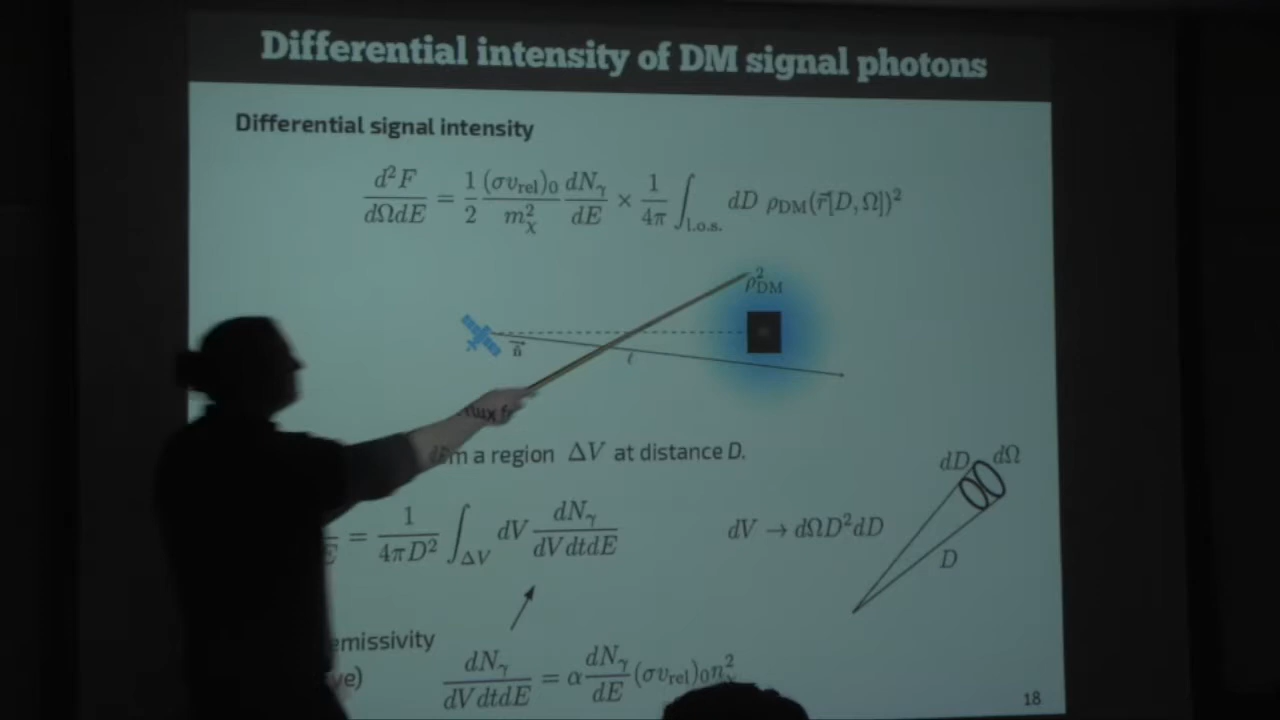 Differential intensity of DM signal photons
Differential signal intensity
d²F/dΩdE = 1/2 (σv_rel)₀/m_χ² dN_γ/dE × 1/4π ∫_l.o.s. dD ρ_DM(r⃗[D, Ω])²
ρ²_DM
n̂
ℓ
a region ΔV at distance D.
dD dΩ
= 1/4πD² ∫_ΔV dV dN_γ/dVdtdE
dV → dΩD²dD
D
emissivity
dN_γ/dVdtdE = α dN_γ/dE (σv_rel)₀n_χ²
18